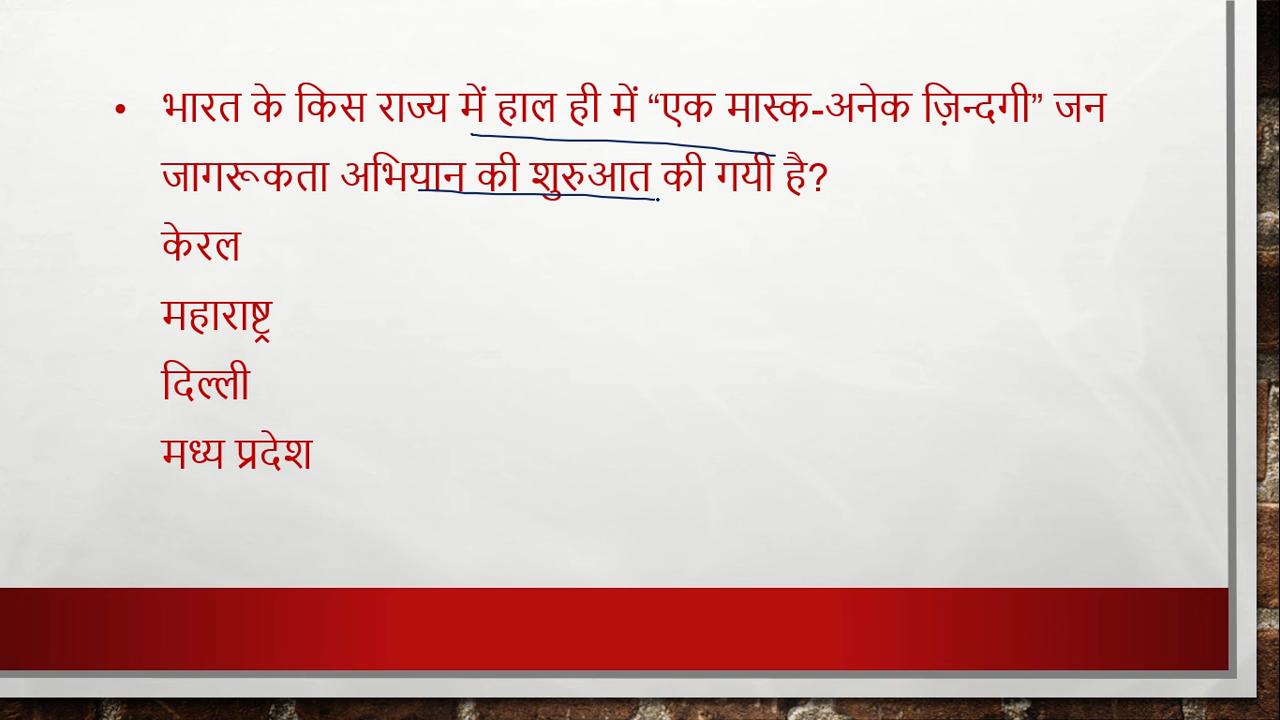 • भारत के किस राज्य में हाल ही में “एक मास्क-अनेक ज़िन्दगी” जन
जागरूकता अभियान की शुरुआत की गयी है?
केरल
महाराष्ट्र
दिल्ली
मध्य प्रदेश